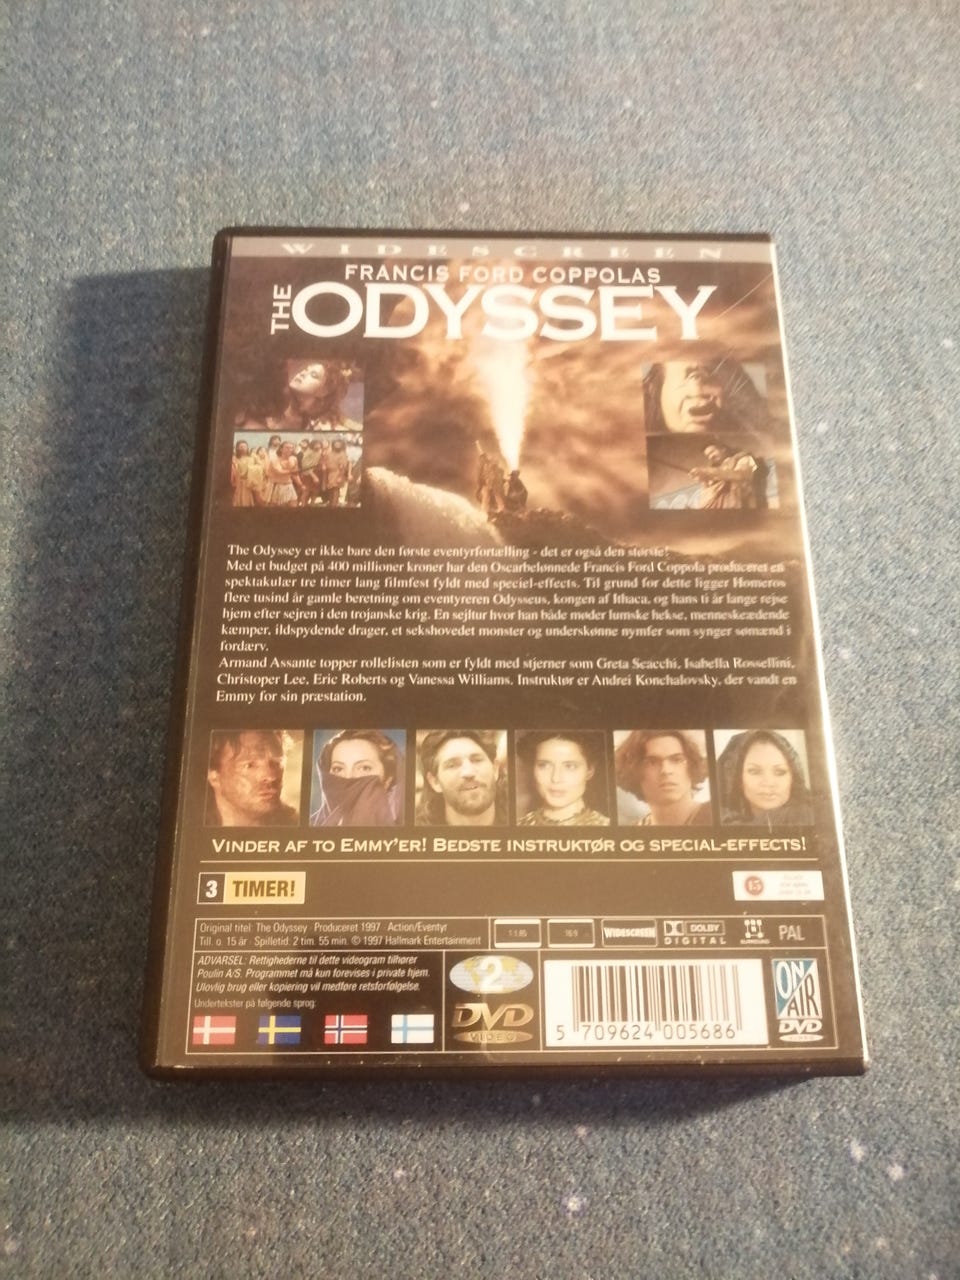 WIDESCREEN
FRANCIS FORD COPPOLAS
THE ODYSSEY
The Odyssey er ikke bare den første eventyrfortælling - det er også den største!
Med et budget på 400 millioner kroner har den Oscarbelønnede Francis Ford Coppola produceret en
spektakulær tre timer lang filmfest fyldt med speciel-effects. Til grund for dette ligger Homeros
flere tusind år gamle beretning om eventyreren Odysseus, kongen af Ithaca, og hans ti år lange rejse
hjem efter sejren i den trojanske krig. En sejltur hvor han både møder lumske hekse, menneskeædende
kæmper, ildspydende drager, et sekshovedet monster og underskønne nymfer som synger sømænd i
fordærv.
Armand Assante topper rollelisten som er fyldt med stjerner som Greta Scacchi, Isabella Rossellini,
Christoper Lee, Eric Roberts og Vanessa Williams. Instruktør er Andrei Konchalovsky, der vandt en
Emmy for sin præstation.
VINDER AF TO EMMY'ER! BEDSTE INSTRUKTØR OG SPECIAL-EFFECTS!
3 TIMER!
15
Original titel: The Odyssey · Produceret 1997 · Action/Eventyr
Till. o. 15 år · Spilletid: 2 tim. 55 min. © 1997 Hallmark Entertainment
1:1.85
16:9
WIDESCREEN
DOLBY
DIGITAL
SURROUND
PAL
ADVARSEL: Rettighederne til dette videogram tilhører
Poulin A/S. Programmet må kun forevises i private hjem.
Ulovlig brug eller kopiering vil medføre retsforfølgelse.
Undertekster på følgende sprog:
2
DVD
VIDEO
5 709624 005686
ON
AIR
DVD
VIDEO